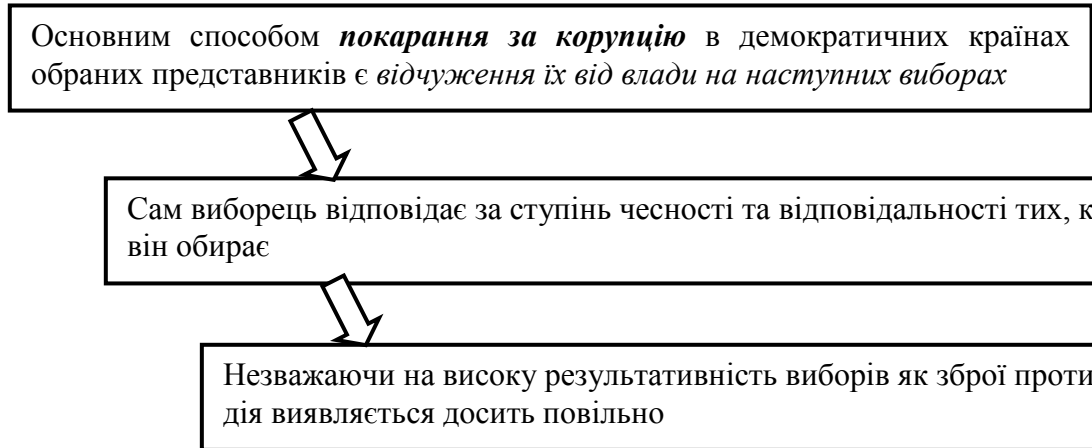 Основним способом покарання за корупцію в демократичних країнах
обраних представників є відчуження їх від влади на наступних виборах
Сам виборець відповідає за ступінь чесності та відповідальності тих, к
він обирає
Незважаючи на високу результативність виборів як зброї проти
дія виявляється досить повільно